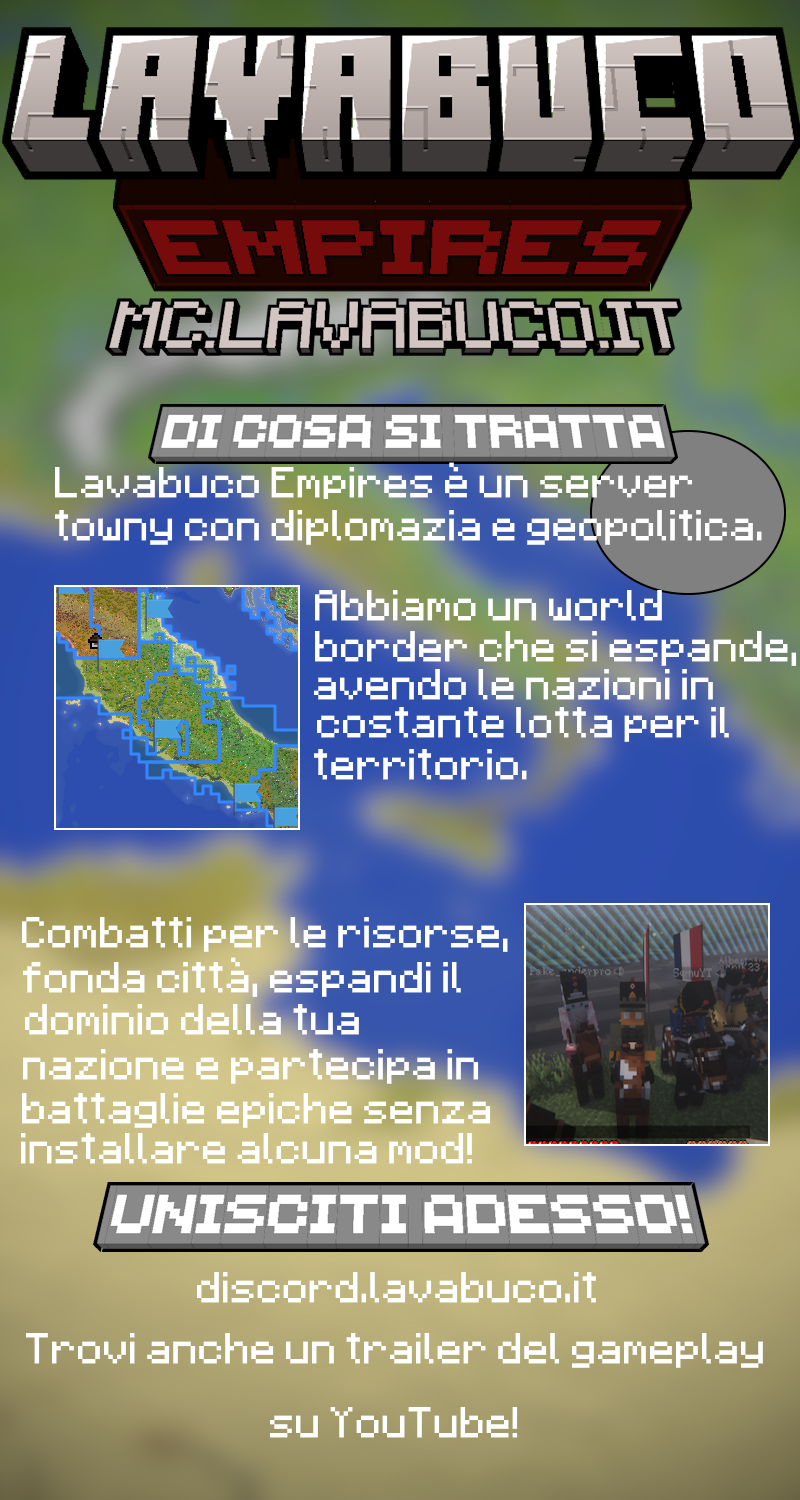 LAVABUCO
EMPIRES
MC.LAVABUCO.IT
DI COSA SI TRATTA
Lavabuco Empires è un server
towny con diplomazia e geopolitica.
Abbiamo un world
border che si espande,
avendo le nazioni in
costante lotta per il
territorio.
Combatti per le risorse,
fonda città, espandi il
dominio della tua
nazione e partecipa in
battaglie epiche senza
installare alcuna mod!
UNISCITI ADESSO!
discord.lavabuco.it
Trovi anche un trailer del gameplay
su YouTube!